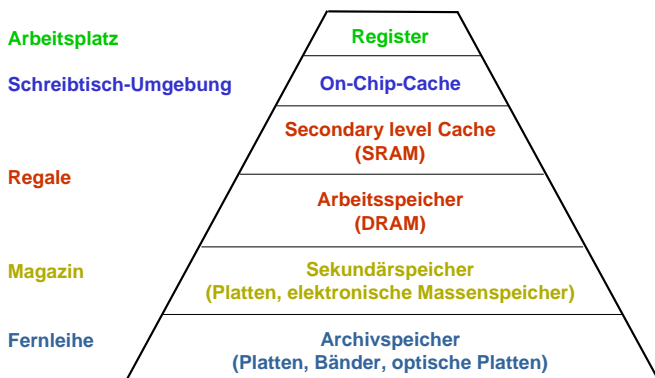 Arbeitsplatz
Register
Schreibtisch-Umgebung
On-Chip-Cache
Secondary level Cache
(SRAM)
Regale
Arbeitsspeicher
(DRAM)
Magazin
Sekundärspeicher
(Platten, elektronische Massenspeicher)
Fernleihe
Archivspeicher
(Platten, Bänder, optische Platten)